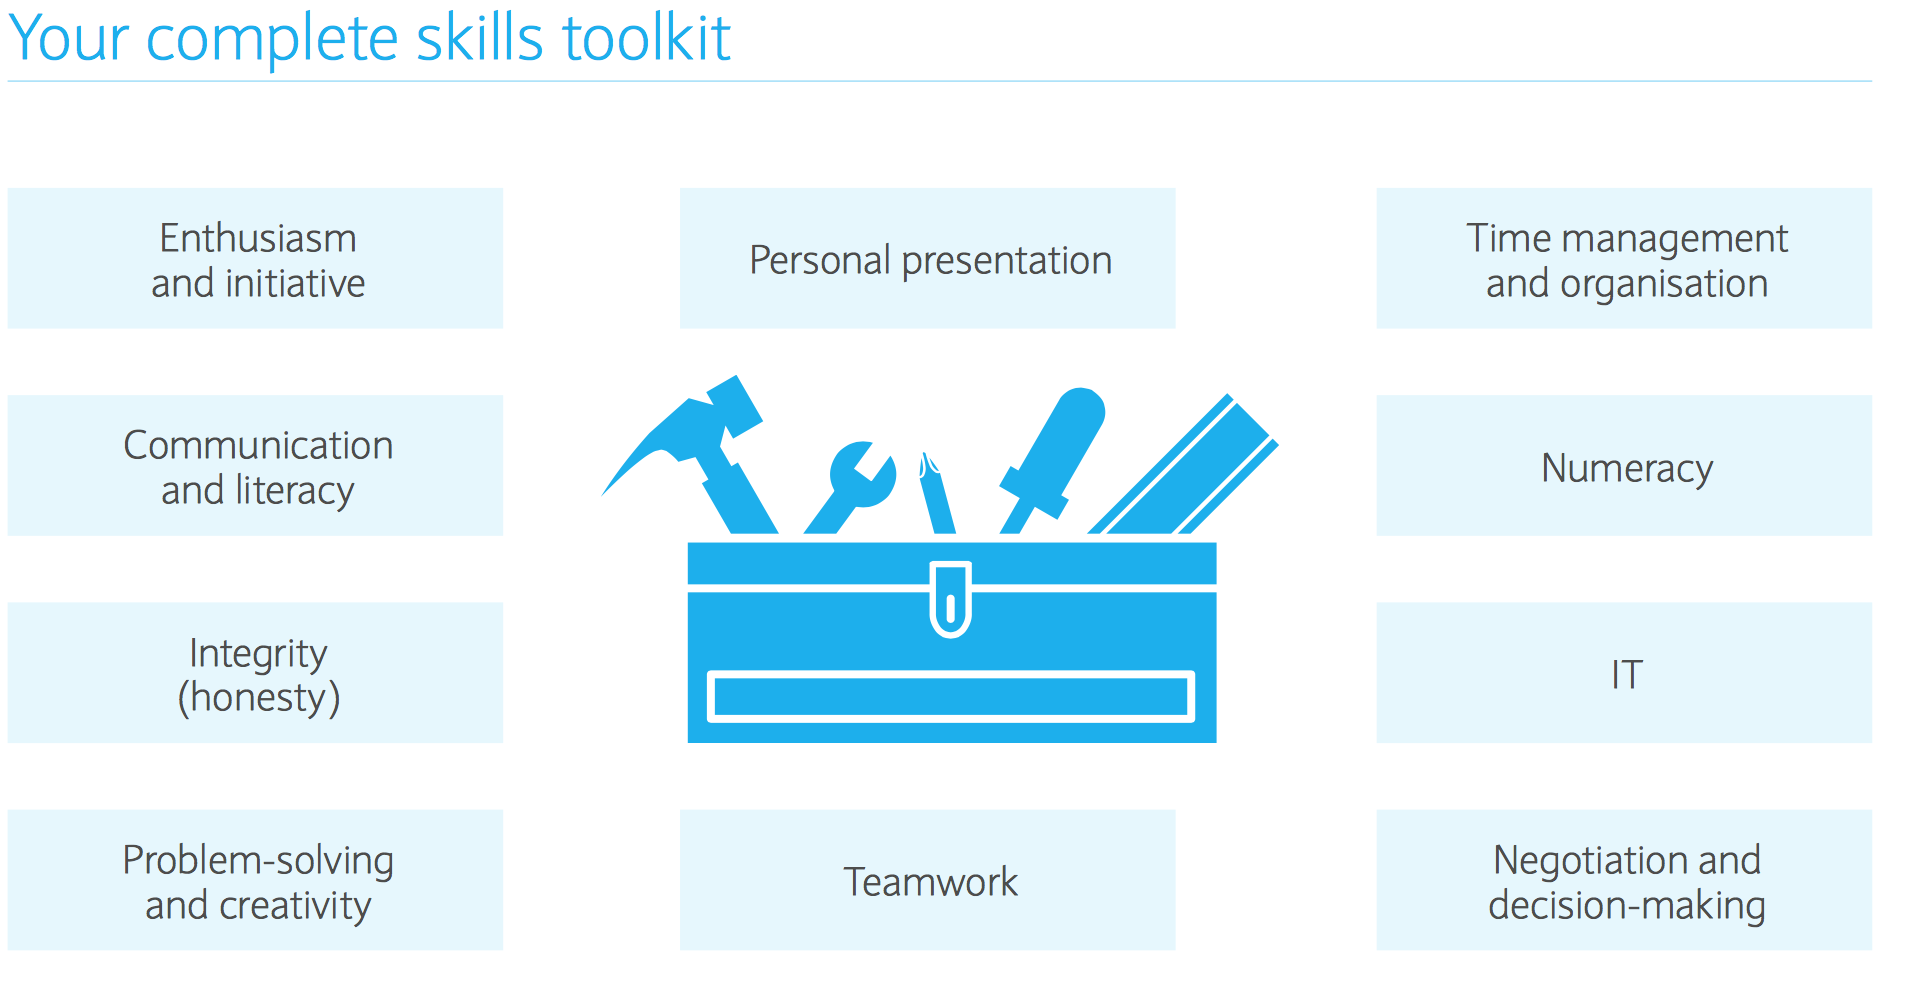 Your complete skills toolkit
Enthusiasm
and initiative
Personal presentation
Time management
and organisation
Communication
and literacy
Numeracy
Integrity
(honesty)
IT
Problem-solving
and creativity
Teamwork
Negotiation and
decision-making